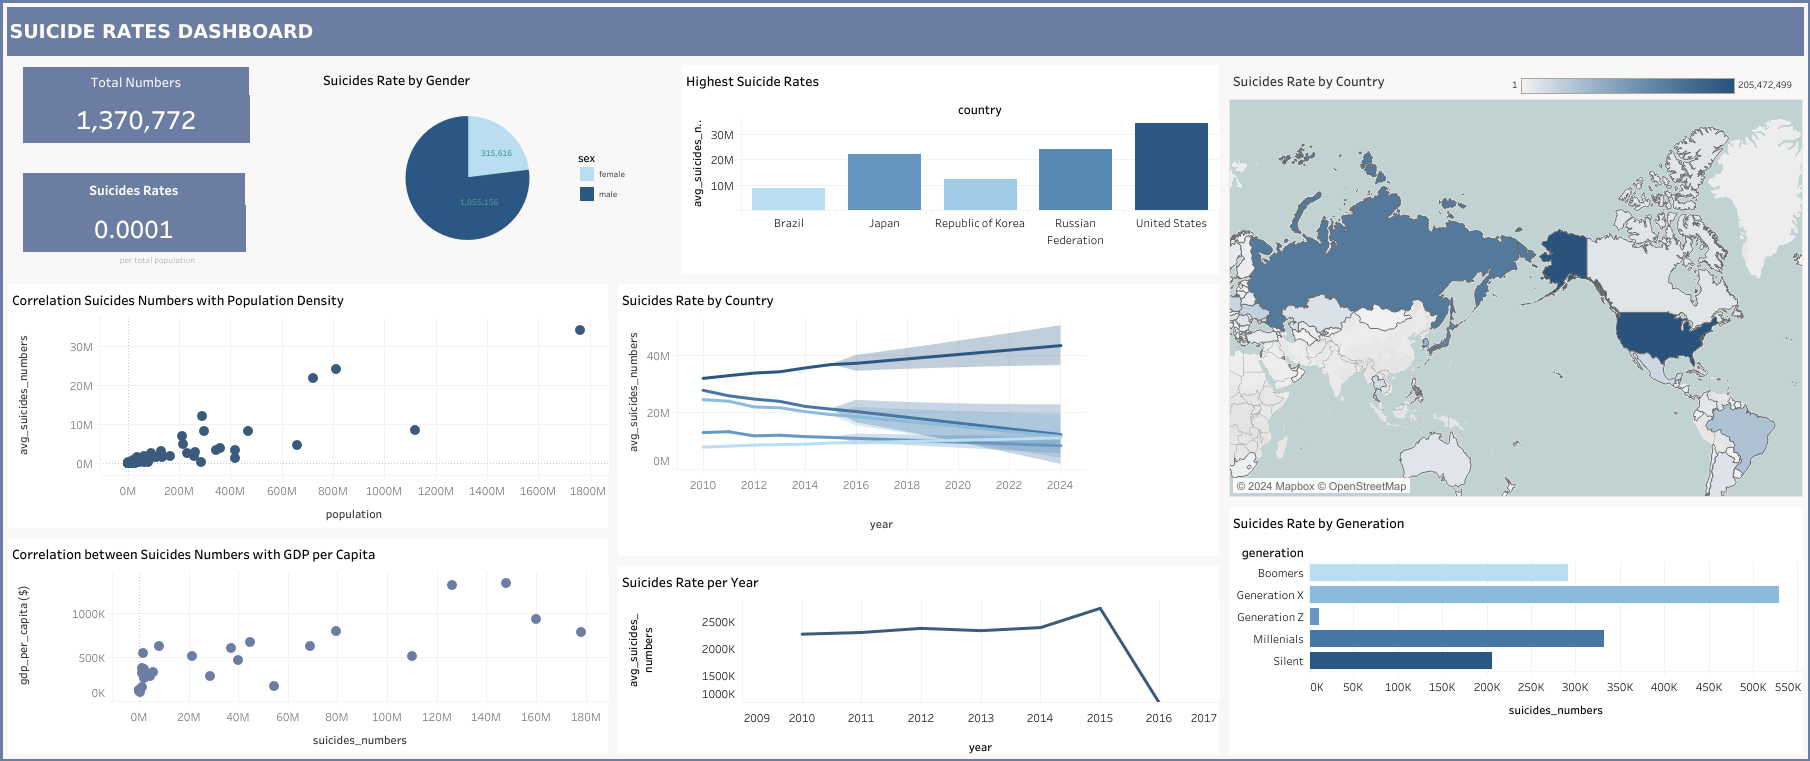 SUICIDE RATES DASHBOARD
Total Numbers
1,370,772
Suicides Rates
0.0001
per total population
Suicides Rate by Gender
315,616
1,055,156
sex
female
male
Highest Suicide Rates
country
avg_suicides_n..
30M
20M
10M
Brazil
Japan
Republic of Korea
Russian
Federation
United States
Suicides Rate by Country
1
205,472,499
© 2024 Mapbox © OpenStreetMap
Correlation Suicides Numbers with Population Density
avg_suicides_numbers
30M
20M
10M
0M
0M 200M 400M 600M 800M 1000M 1200M 1400M 1600M 1800M
population
Suicides Rate by Country
avg_suicides_numbers
40M
20M
0M
2010 2012 2014 2016 2018 2020 2022 2024
year
Correlation between Suicides Numbers with GDP per Capita
gdp_per_capita ($)
1000K
500K
0K
0M 20M 40M 60M 80M 100M 120M 140M 160M 180M
suicides_numbers
Suicides Rate per Year
avg_suicides_
numbers
2500K
2000K
1500K
1000K
2009 2010 2011 2012 2013 2014 2015 2016 2017
year
Suicides Rate by Generation
generation
Boomers
Generation X
Generation Z
Millenials
Silent
0K 50K 100K 150K 200K 250K 300K 350K 400K 450K 500K 550K
suicides_numbers